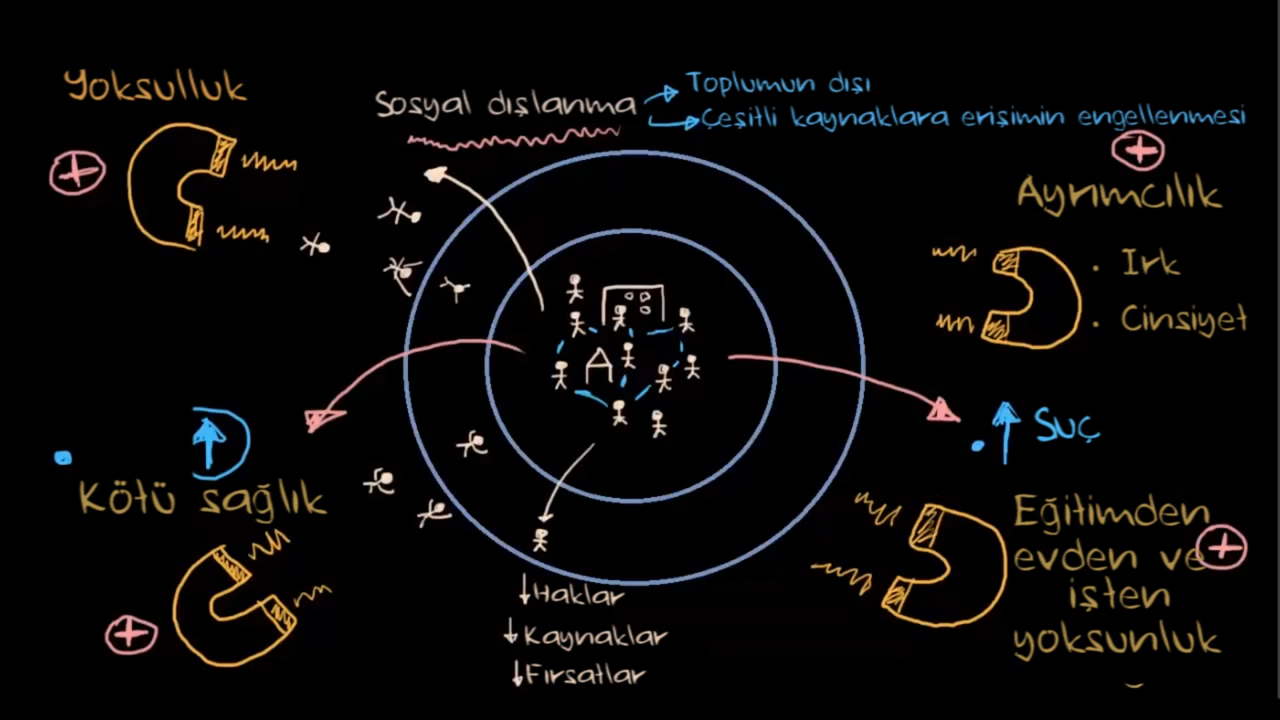 Yoksulluk
Sosyal dışlanma
Toplumun dışı
Çeşitli kaynaklara erişimin engellenmesi
Ayrımcılık
. Irk
. Cinsiyet
Suç
Kötü sağlık
Eğitimden
evden ve
işten
yoksunluk
↓Haklar
↓Kaynaklar
↓Fırsatlar